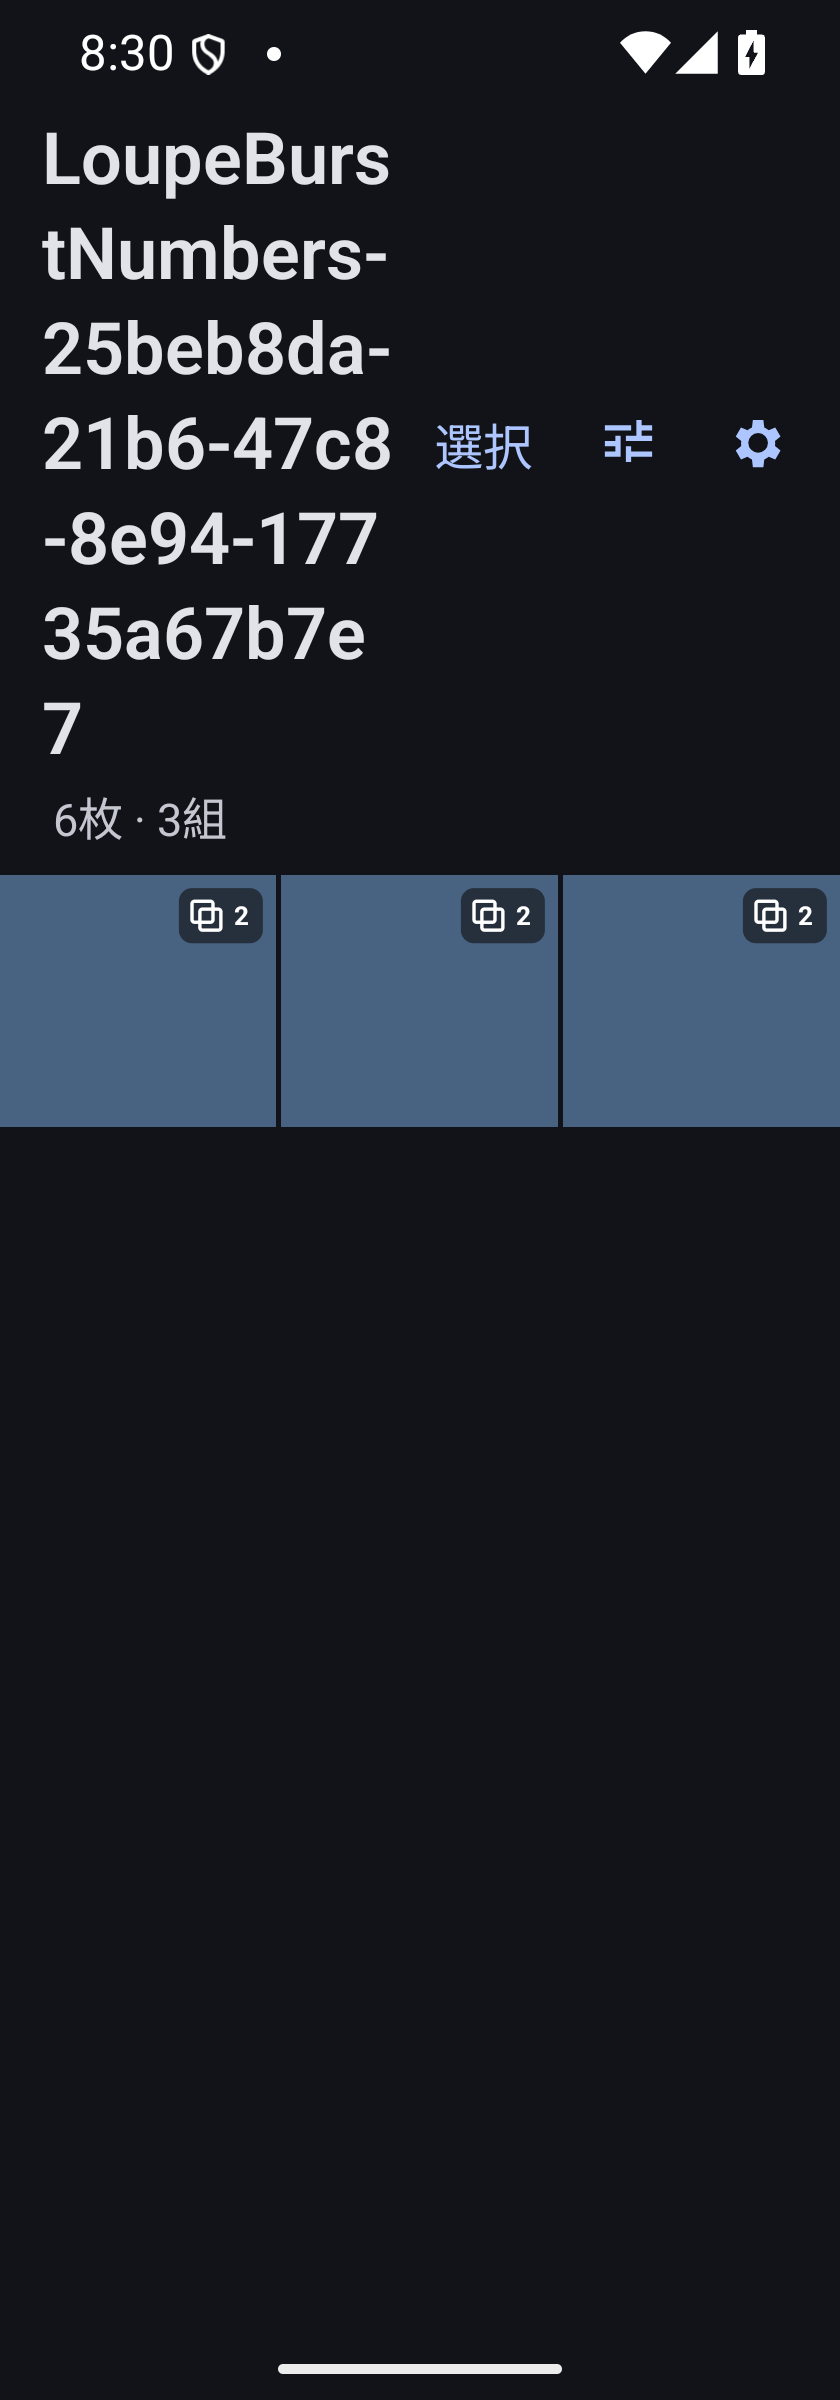 8:30
LoupeBurs
tNumbers-
25beb8da-
21b6-47c8
-8e94-177
35a67b7e
7
選択
6枚 · 3組
2
2
2